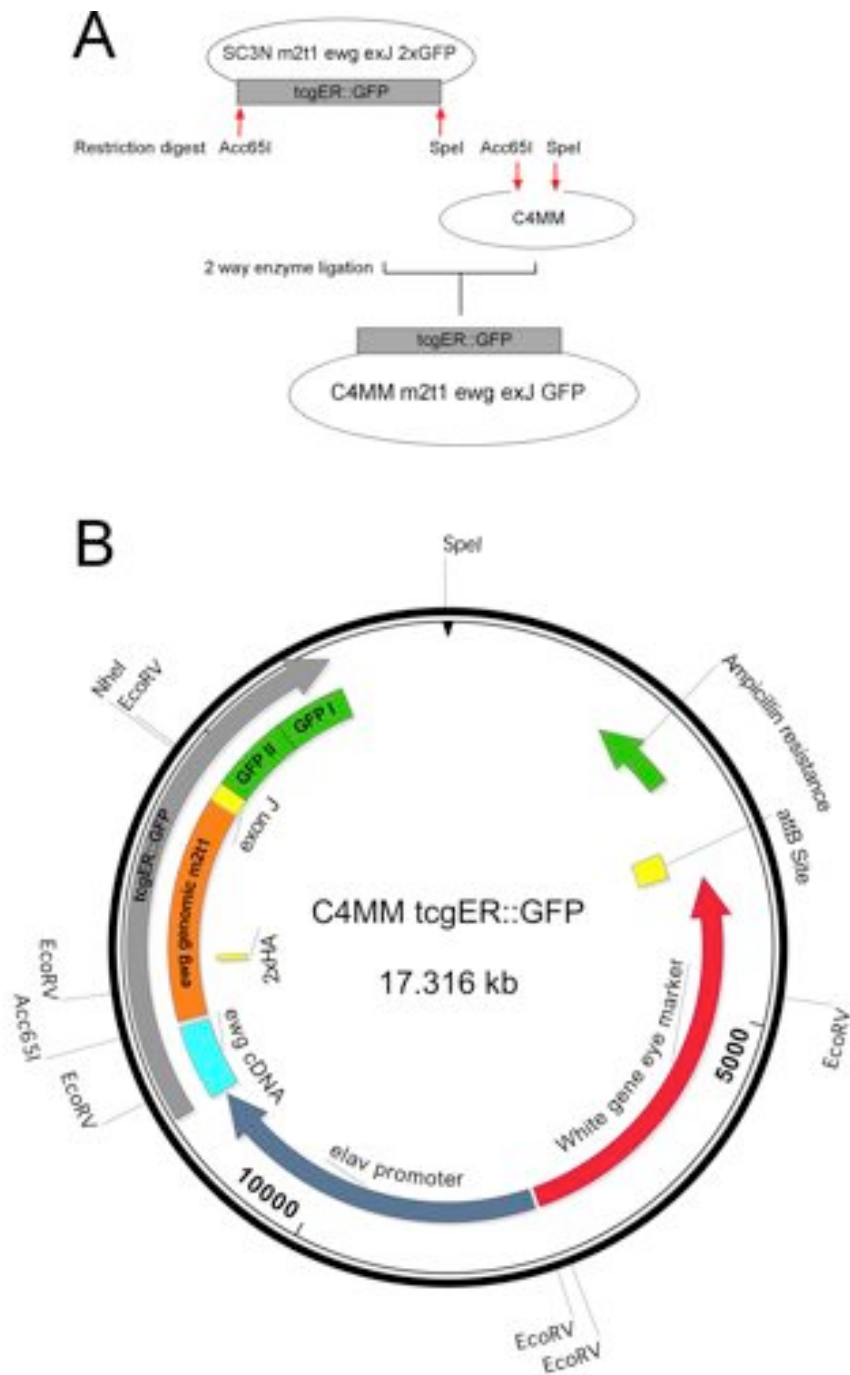 A
SC3N m2t1 ewg exJ 2xGFP
tcgER::GFP
Restriction digest Acc65I SpeI Acc65I SpeI
C4MM
2 way enzyme ligation
tcgER::GFP
C4MM m2t1 ewg exJ GFP
B
SpeI
NheI
EcoRV
Ampicillin resistance
GFP I
GFP II
exon J
attB Site
tcgER::GFP
ewg genomic m2t1
C4MM tcgER::GFP
17.316 kb
2xHA
EcoRV
Acc65I
EcoRV
ewg cDNA
EcoRV
5000
White gene eye marker
elav promoter
10000
EcoRV
EcoRV